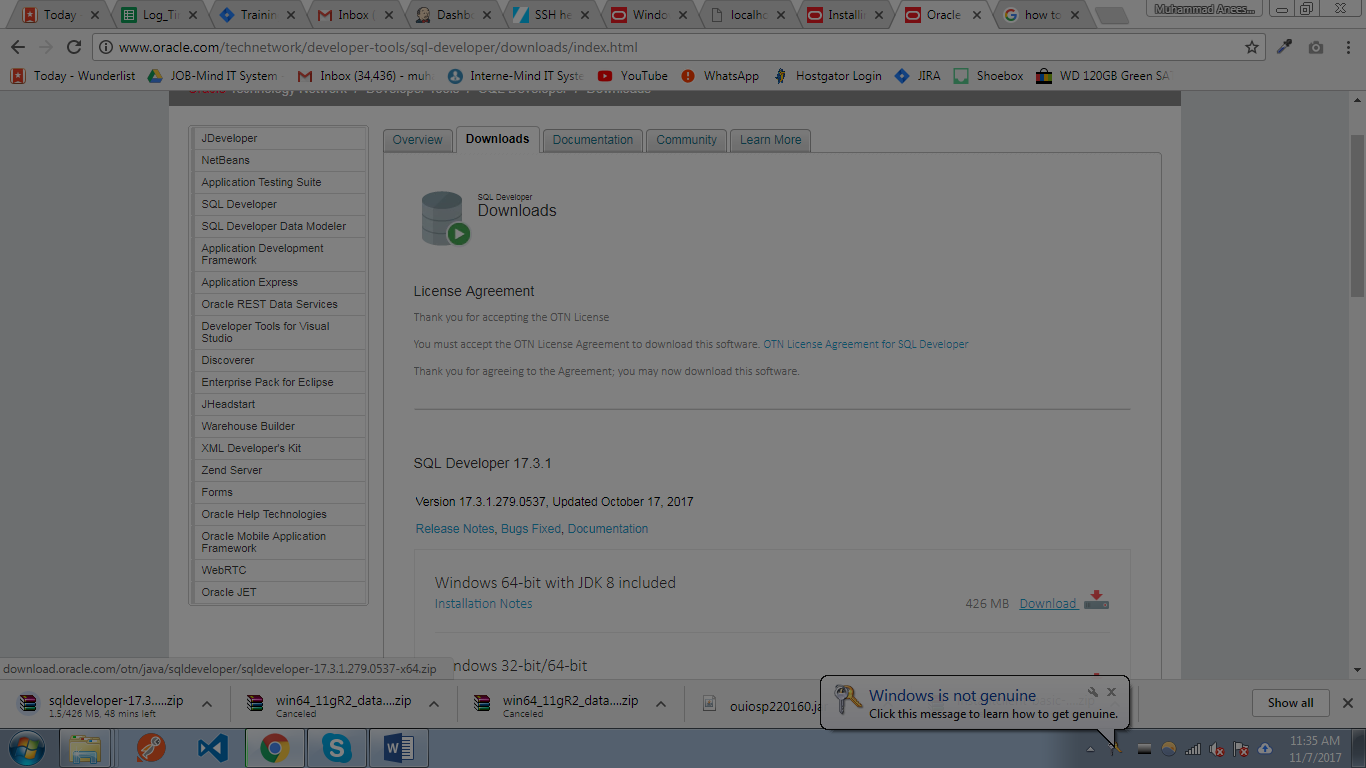 Today
Log_Ti
Trainin
Inbox (
Dashbo
SSH he
Window
localho
Installin
Oracle
how to
Muhammad Anees...
www.oracle.com/technetwork/developer-tools/sql-developer/downloads/index.html
Today - Wunderlist
JOB-Mind IT System
Inbox (34,436) - muh
Interne-Mind IT Syste
YouTube
WhatsApp
Hostgator Login
JIRA
Shoebox
WD 120GB Green SA
JDeveloper
NetBeans
Application Testing Suite
SQL Developer
SQL Developer Data Modeler
Application Development
Framework
Application Express
Oracle REST Data Services
Developer Tools for Visual
Studio
Discoverer
Enterprise Pack for Eclipse
JHeadstart
Warehouse Builder
XML Developer's Kit
Zend Server
Forms
Oracle Help Technologies
Oracle Mobile Application
Framework
WebRTC
Oracle JET
Overview
Downloads
Documentation
Community
Learn More
SQL Developer
Downloads
License Agreement
Thank you for accepting the OTN License
You must accept the OTN License Agreement to download this software. OTN License Agreement for SQL Developer
Thank you for agreeing to the Agreement; you may now download this software.
SQL Developer 17.3.1
Version 17.3.1.279.0537, Updated October 17, 2017
Release Notes, Bugs Fixed, Documentation
Windows 64-bit with JDK 8 included
Installation Notes
426 MB Download
ndows 32-bit/64-bit
download.oracle.com/otn/java/sqldeveloper/sqldeveloper-17.3.1.279.0537-x64.zip
sqldeveloper-17.3.....zip
1.5/426 MB, 48 mins left
win64_11gR2_data....zip
Canceled
win64_11gR2_data....zip
Canceled
ouiosp220160.ja
Windows is not genuine
Click this message to learn how to get genuine.
Show all
11:35 AM
11/7/2017